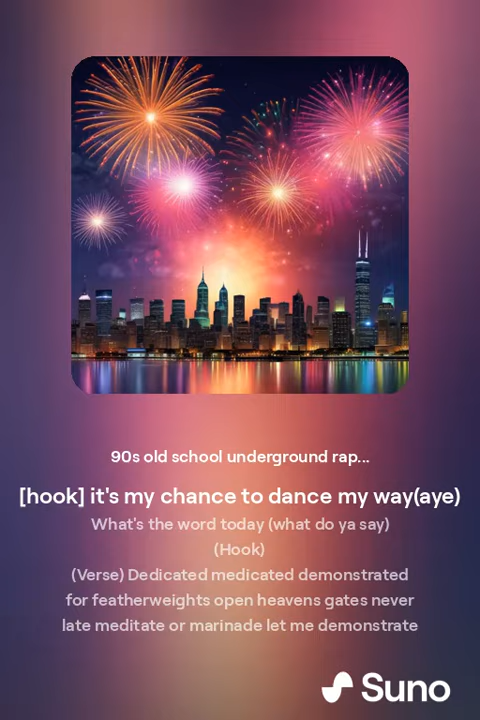 90s old school underground rap...
[hook] it's my chance to dance my way(aye)
What's the word today (what do ya say)
(Hook)
(Verse) Dedicated medicated demonstrated
for featherweights open heavens gates never
late meditate or marinade let me demonstrate
Suno